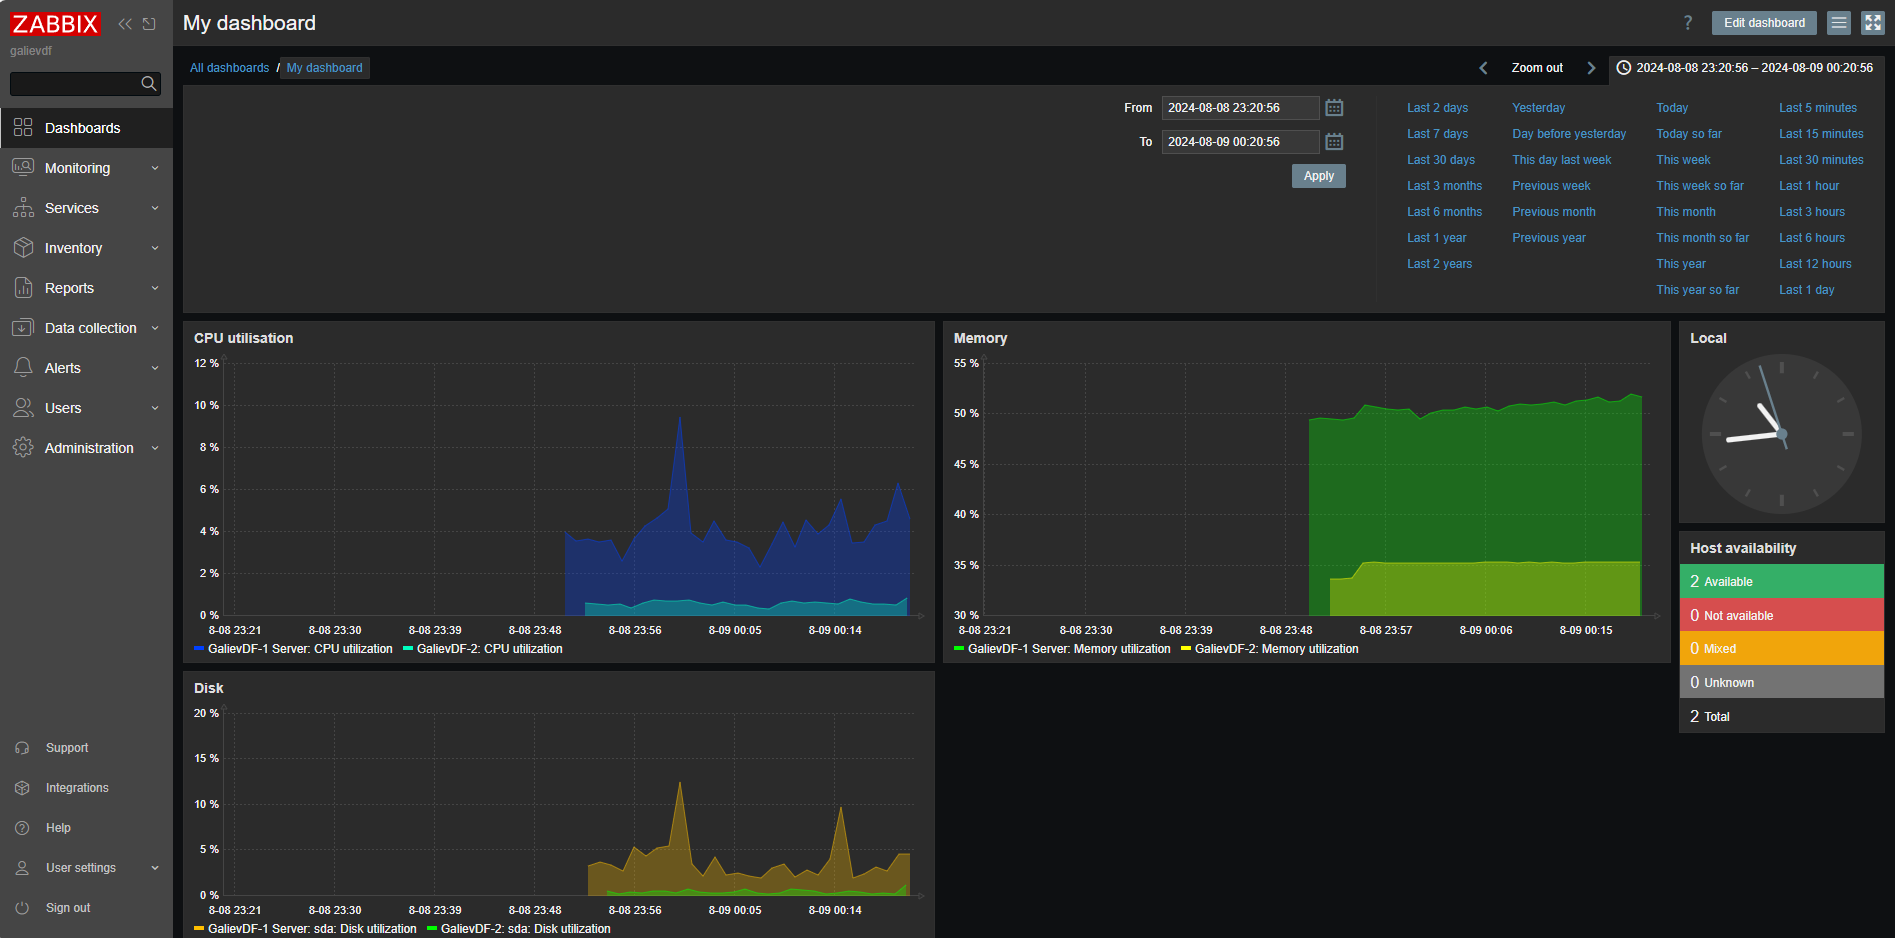 ZABBIX
galievdf
Dashboards
Monitoring
Services
Inventory
Reports
Data collection
Alerts
Users
Administration
Support
Integrations
Help
User settings
Sign out
My dashboard
?
Edit dashboard
All dashboards / My dashboard
Zoom out
2024-08-08 23:20:56 – 2024-08-09 00:20:56
From 2024-08-08 23:20:56
To 2024-08-09 00:20:56
Apply
Last 2 days Yesterday Today Last 5 minutes
Last 7 days Day before yesterday Today so far Last 15 minutes
Last 30 days This day last week This week Last 30 minutes
Last 3 months Previous week This week so far Last 1 hour
Last 6 months Previous month This month Last 3 hours
Last 1 year Previous year This month so far Last 6 hours
Last 2 years This year Last 12 hours
This year so far Last 1 day
CPU utilisation
12 %
10 %
8 %
6 %
4 %
2 %
0 %
8-08 23:21 8-08 23:30 8-08 23:39 8-08 23:48 8-08 23:56 8-09 00:05 8-09 00:14
GalievDF-1 Server: CPU utilization GalievDF-2: CPU utilization
Memory
55 %
50 %
45 %
40 %
35 %
30 %
8-08 23:21 8-08 23:30 8-08 23:39 8-08 23:48 8-08 23:57 8-09 00:06 8-09 00:15
GalievDF-1 Server: Memory utilization GalievDF-2: Memory utilization
Local
Host availability
2 Available
0 Not available
0 Mixed
0 Unknown
2 Total
Disk
20 %
15 %
10 %
5 %
0 %
8-08 23:21 8-08 23:30 8-08 23:39 8-08 23:48 8-08 23:56 8-09 00:05 8-09 00:14
GalievDF-1 Server: sda: Disk utilization GalievDF-2: sda: Disk utilization